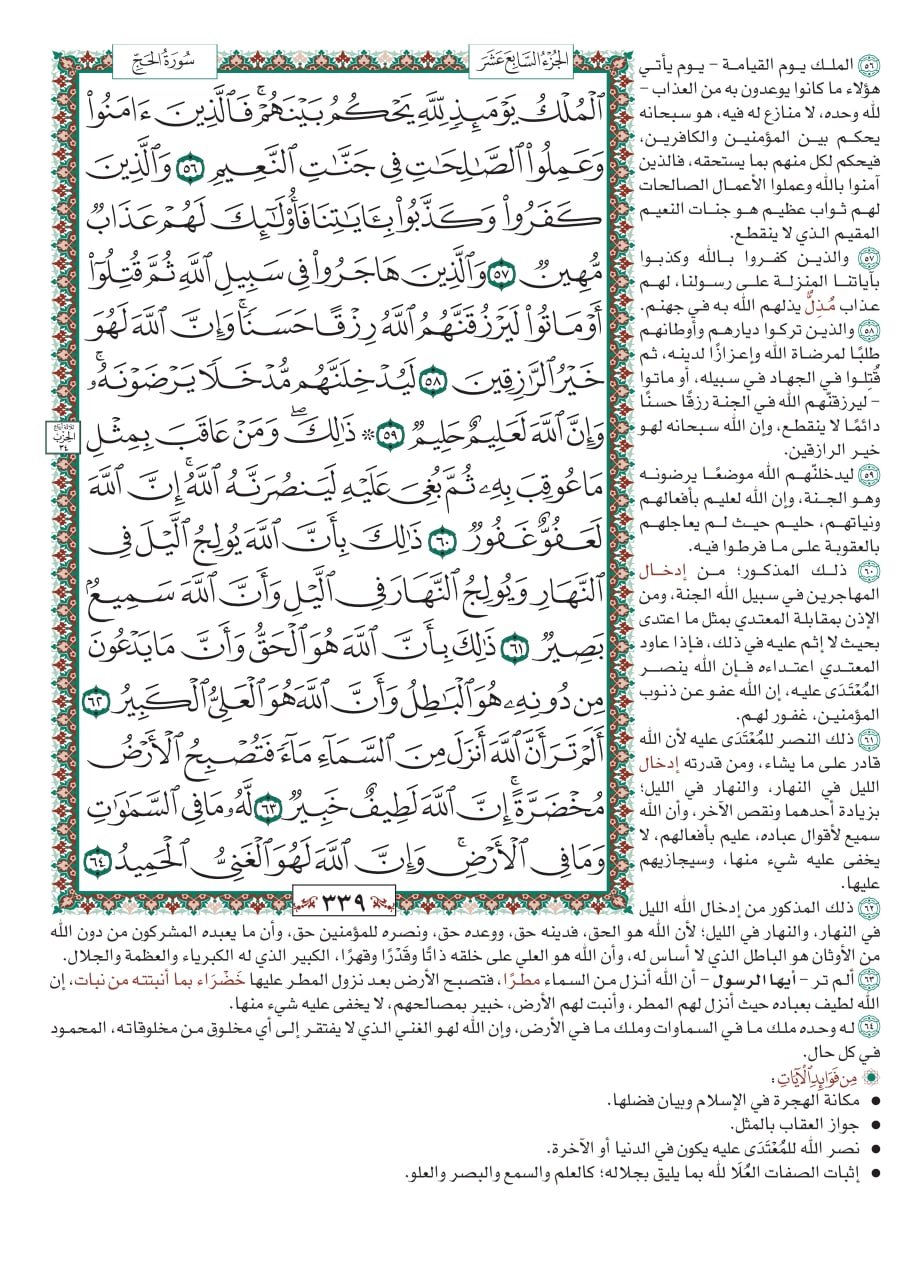 الجُزْءُ السَّابِعَ عَشَرَ
سُورَةُ الحَجِّ
ٱلْمُلْكُ يَوْمَئِذٍ لِّلَّهِ يَحْكُمُ بَيْنَهُمْۚ فَٱلَّذِينَ ءَامَنُوا۟
وَعَمِلُوا۟ ٱلصَّٰلِحَٰتِ فِى جَنَّٰتِ ٱلنَّعِيمِ ٥٦ وَٱلَّذِينَ
كَفَرُوا۟ وَكَذَّبُوا۟ بِـَٔايَٰتِنَا فَأُو۟لَٰٓئِكَ لَهُمْ عَذَابٌ
مُّهِينٌ ٥٧ وَٱلَّذِينَ هَاجَرُوا۟ فِى سَبِيلِ ٱللَّهِ ثُمَّ قُتِلُوٓا۟
أَوْ مَاتُوا۟ لَيَرْزُقَنَّهُمُ ٱللَّهُ رِزْقًا حَسَنًاۚ وَإِنَّ ٱللَّهَ لَهُوَ
خَيْرُ ٱلرَّٰزِقِينَ ٥٨ لَيُدْخِلَنَّهُم مُّدْخَلًا يَرْضَوْنَهُۥۚ
وَإِنَّ ٱللَّهَ لَعَلِيمٌ حَلِيمٌ ٥٩ ۞ ذَٰلِكَۖ وَمَنْ عَاقَبَ بِمِثْلِ
مَا عُوقِبَ بِهِۦ ثُمَّ بُغِىَ عَلَيْهِ لَيَنصُرَنَّهُ ٱللَّهُۚ إِنَّ ٱللَّهَ
لَعَفُوٌّ غَفُورٌ ٦٠ ذَٰلِكَ بِأَنَّ ٱللَّهَ يُولِجُ ٱلَّيْلَ فِى
ٱلنَّهَارِ وَيُولِجُ ٱلنَّهَارَ فِى ٱلَّيْلِ وَأَنَّ ٱللَّهَ سَمِيعٌۢ
بَصِيرٌ ٦١ ذَٰلِكَ بِأَنَّ ٱللَّهَ هُوَ ٱلْحَقُّ وَأَنَّ مَا يَدْعُونَ
مِن دُونِهِۦ هُوَ ٱلْبَٰطِلُ وَأَنَّ ٱللَّهَ هُوَ ٱلْعَلِىُّ ٱلْكَبِيرُ ٦٢
أَلَمْ تَرَ أَنَّ ٱللَّهَ أَنزَلَ مِنَ ٱلسَّمَآءِ مَآءً فَتُصْبِحُ ٱلْأَرْضُ
مُخْضَرَّةًۚ إِنَّ ٱللَّهَ لَطِيفٌ خَبِيرٌ ٦٣ لَّهُۥ مَا فِى ٱلسَّمَٰوَٰتِ
وَمَا فِى ٱلْأَرْضِۚ وَإِنَّ ٱللَّهَ لَهُوَ ٱلْغَنِىُّ ٱلْحَمِيدُ ٦٤
الحزب
٣٤
٣٣٩
٥٦ الملك يوم القيامة - يوم يأتي
هؤلاء ما كانوا يوعدون به من العذاب -
لله وحده، لا منازع له فيه، هو سبحانه
يحكم بين المؤمنين والكافرين،
فيحكم لكل منهم بما يستحقه، فالذين
آمنوا بالله وعملوا الأعمال الصالحات
لهم ثواب عظيم هو جنات النعيم
المقيم الذي لا ينقطع.
٥٧ والذين كفروا بالله وكذبوا
بآياتنا المنزلة على رسولنا، لهم
عذاب مُذِلٌّ يذلهم الله به في جهنم.
٥٨ والذين تركوا ديارهم وأوطانهم
طلبًا لمرضاة الله وإعزازًا لدينه، ثم
قُتلوا في الجهاد في سبيله، أو ماتوا
- ليرزقنّهم الله في الجنة رزقًا حسنًا
دائمًا لا ينقطع، وإن الله سبحانه لهو
خير الرازقين.
٥٩ ليدخلنّهم الله موضعًا يرضونه
وهو الجنة، وإن الله لعليم بأفعالهم
ونياتهم، حليم حيث لم يعاجلهم
بالعقوبة على ما فرطوا فيه.
٦٠ ذلك المذكور؛ من إدخال
المهاجرين في سبيل الله الجنة، ومن
الإذن بمقابلة المعتدي بمثل ما اعتدى
بحيث لا إثم عليه في ذلك، فإذا عاود
المعتدي اعتداءه فإن الله ينصر
المُعْتَدَى عليه، إن الله عفو عن ذنوب
المؤمنين، غفور لهم.
٦١ ذلك النصر للمُعْتَدَى عليه لأن الله
قادر على ما يشاء، ومن قدرته إدخال
الليل في النهار، والنهار في الليل؛
بزيادة أحدهما ونقص الآخر، وأن الله
سميع لأقوال عباده، عليم بأفعالهم، لا
يخفى عليه شيء منها، وسيجازيهم
عليها.
٦٢ ذلك المذكور من إدخال الله الليل
في النهار، والنهار في الليل؛ لأن الله هو الحق، فدينه حق، ووعده حق، ونصره للمؤمنين حق، وأن ما يعبده المشركون من دون الله
من الأوثان هو الباطل الذي لا أساس له، وأن الله هو العلي على خلقه ذاتًا وقَدْرًا وقهرًا، الكبير الذي له الكبرياء والعظمة والجلال.
٦٣ ألم تر - أيها الرسول - أن الله أنزل من السماء مطرًا، فتصبح الأرض بعد نزول المطر عليها خَضْرَاء بما أنبتته من نبات، إن
الله لطيف بعباده حيث أنزل لهم المطر، وأنبت لهم الأرض، خبير بمصالحهم، لا يخفى عليه شيء منها.
٦٤ له وحده ملك ما في السماوات وملك ما في الأرض، وإن الله لهو الغني الذي لا يفتقر إلى أي مخلوق من مخلوقاته، المحمود
في كل حال.
مِن فَوَائِدِ الآيَاتِ:
• مكانة الهجرة في الإسلام وبيان فضلها.
• جواز العقاب بالمثل.
• نصر الله للمُعْتَدَى عليه يكون في الدنيا أو الآخرة.
• إثبات الصفات العُلَا لله بما يليق بجلاله؛ كالعلم والسمع والبصر والعلو.